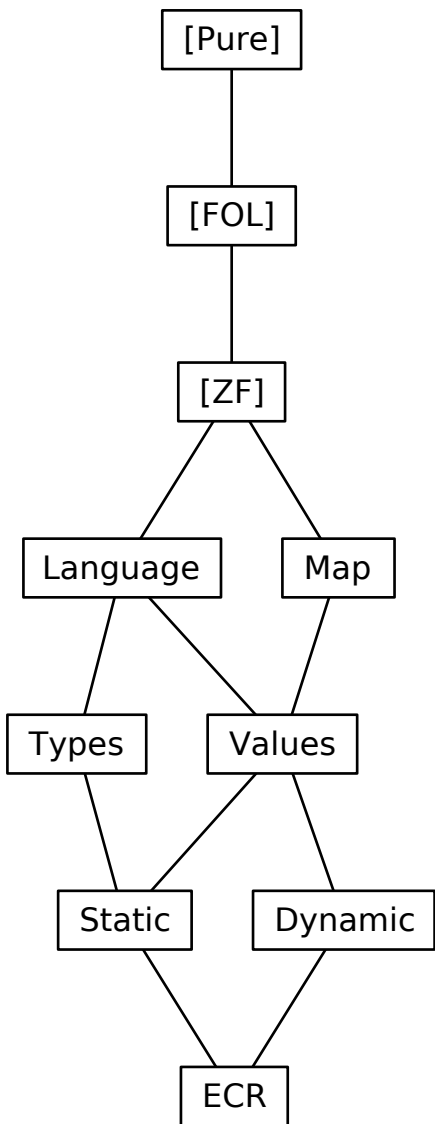 [Pure]
[FOL]
[ZF]
Language
Map
Types
Values
Static
Dynamic
ECR